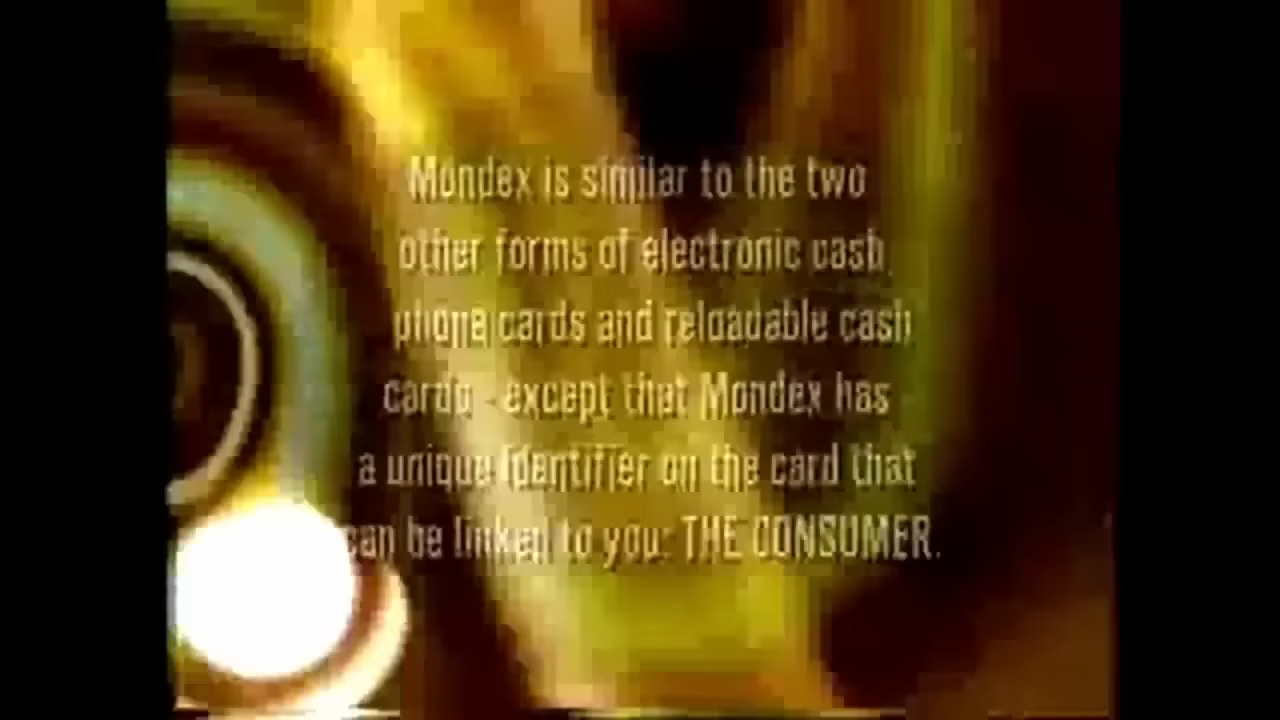 Mondex is similar to the two
other forms of electronic cash,
phone cards and reloadable cash
cards - except that Mondex has
a unique identifier on the card that
can be linked to you: THE CONSUMER.